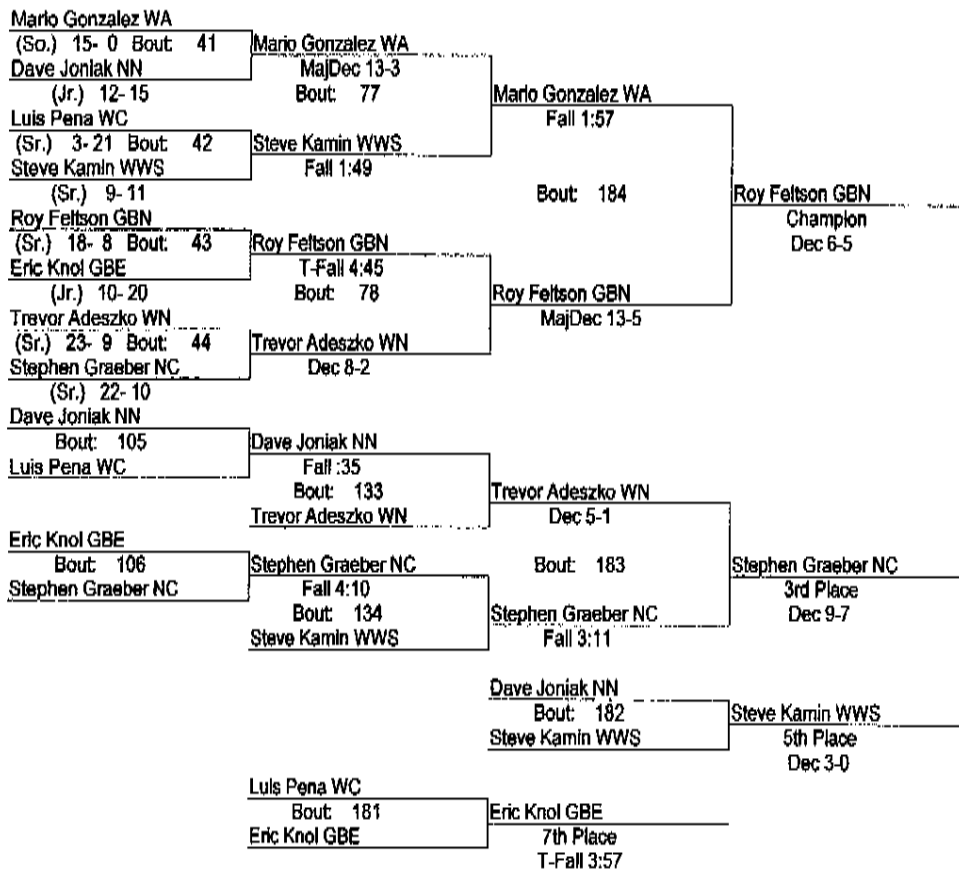 Mario Gonzalez WA
(So.) 15- 0 Bout: 41
Dave Joniak NN
(Jr.) 12- 15
Luis Pena WC
(Sr.) 3- 21 Bout: 42
Steve Kamin WWS
(Sr.) 9- 11
Roy Feltson GBN
(Sr.) 18- 8 Bout: 43
Eric Knol GBE
(Jr.) 10- 20
Trevor Adeszko WN
(Sr.) 23- 9 Bout: 44
Stephen Graeber NC
(Sr.) 22- 10
Mario Gonzalez WA
MajDec 13-3
Bout: 77
Steve Kamin WWS
Fall 1:49
Roy Feltson GBN
T-Fall 4:45
Bout: 78
Trevor Adeszko WN
Dec 8-2
Mario Gonzalez WA
Fall 1:57
Bout: 184
Roy Feltson GBN
MajDec 13-5
Roy Feltson GBN
Champion
Dec 6-5
Dave Joniak NN
Bout: 105
Luis Pena WC
Eric Knol GBE
Bout: 106
Stephen Graeber NC
Dave Joniak NN
Fall :35
Bout: 133
Trevor Adeszko WN
Stephen Graeber NC
Fall 4:10
Bout: 134
Steve Kamin WWS
Trevor Adeszko WN
Dec 5-1
Bout: 183
Stephen Graeber NC
Fall 3:11
Stephen Graeber NC
3rd Place
Dec 9-7
Dave Joniak NN
Bout: 182
Steve Kamin WWS
Steve Kamin WWS
5th Place
Dec 3-0
Luis Pena WC
Bout: 181
Eric Knol GBE
Eric Knol GBE
7th Place
T-Fall 3:57